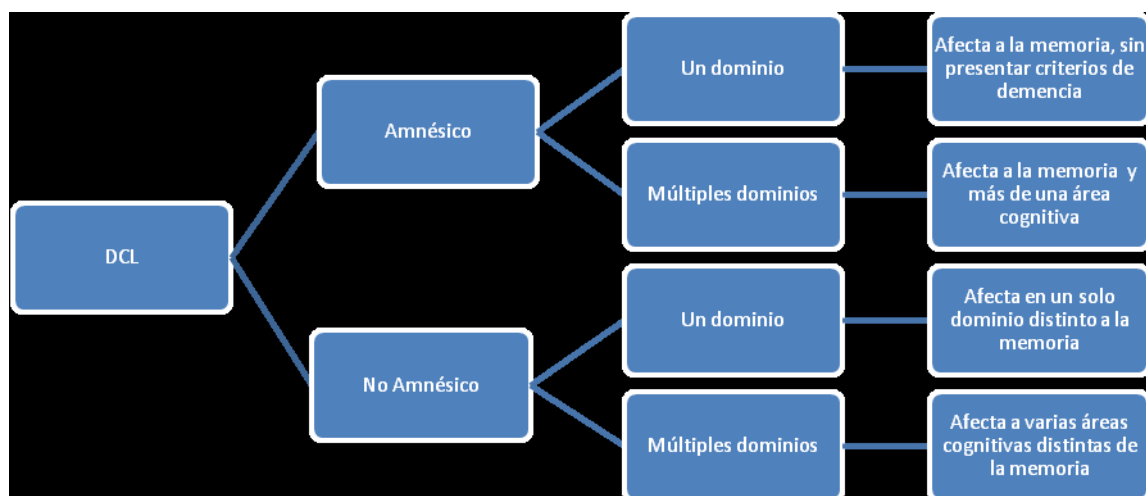 DCL
Amnésico
Un dominio
Afecta a la memoria, sin
presentar criterios de
demencia
Múltiples dominios
Afecta a la memoria y
más de una área
cognitiva
No Amnésico
Un dominio
Afecta en un solo
dominio distinto a la
memoria
Múltiples dominios
Afecta a varias áreas
cognitivas distintas de
la memoria